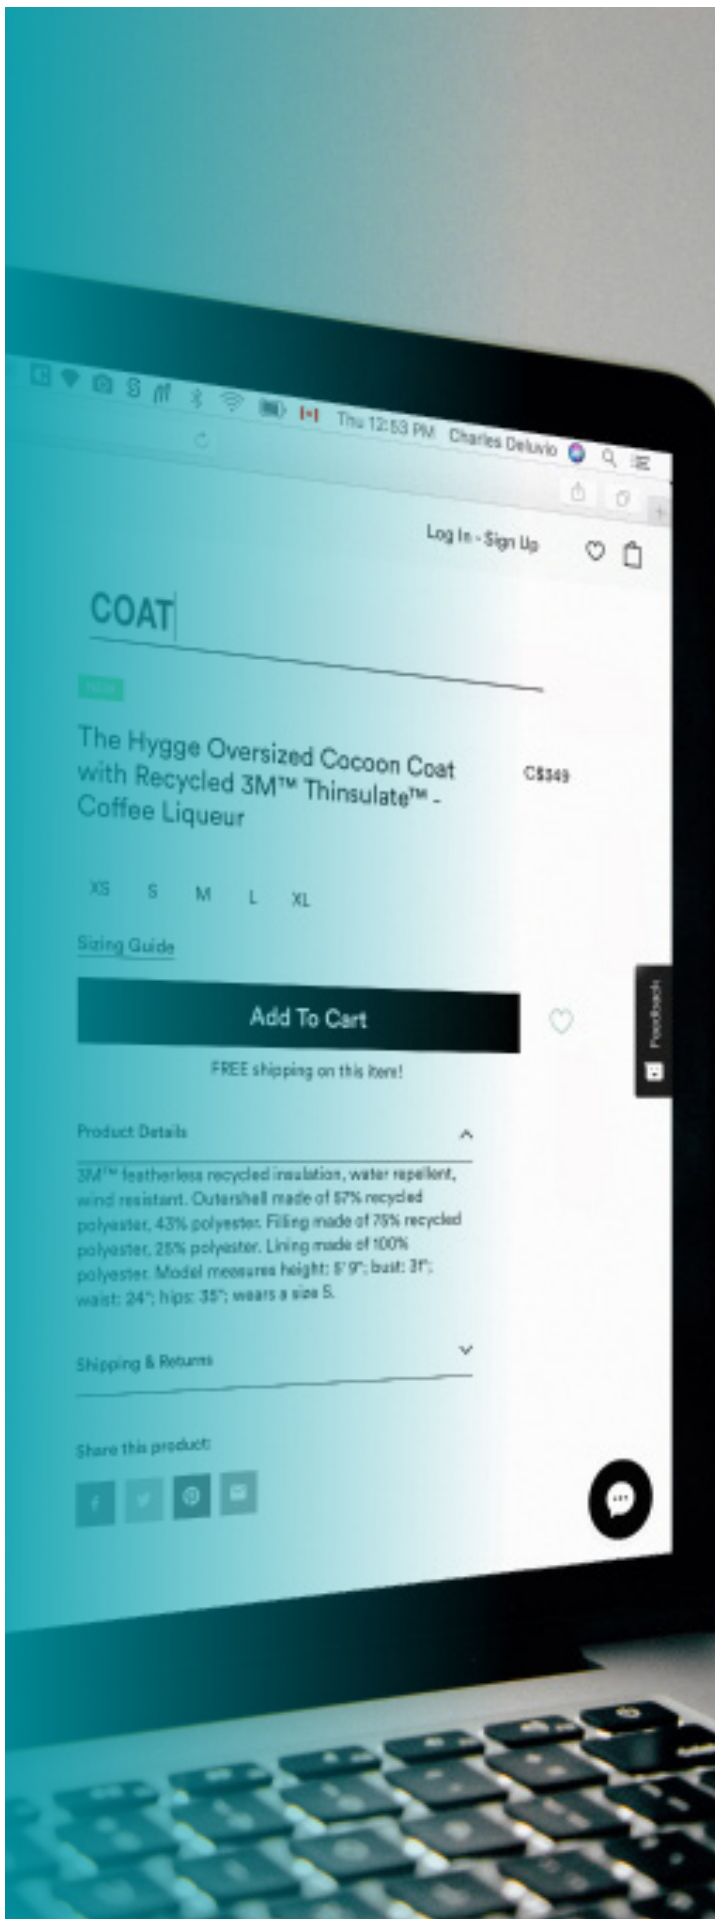 Thu 12:53 PM Charles Deluvio
Log In - Sign Up
COAT
The Hygge Oversized Cocoon Coat
with Recycled 3M™ Thinsulate™ -
Coffee Liqueur
C$349
XS S M L XL
Sizing Guide
Add To Cart
FREE shipping on this item!
Feedback
Product Details
3M™ featherless recycled insulation, water repellent,
wind resistant. Outershell made of 57% recycled
polyester, 43% polyester. Filling made of 75% recycled
polyester, 25% polyester. Lining made of 100%
polyester. Model measures height: 5' 9"; bust: 31";
waist: 24"; hips: 35"; wears a size S.
Shipping & Returns
Share this product: